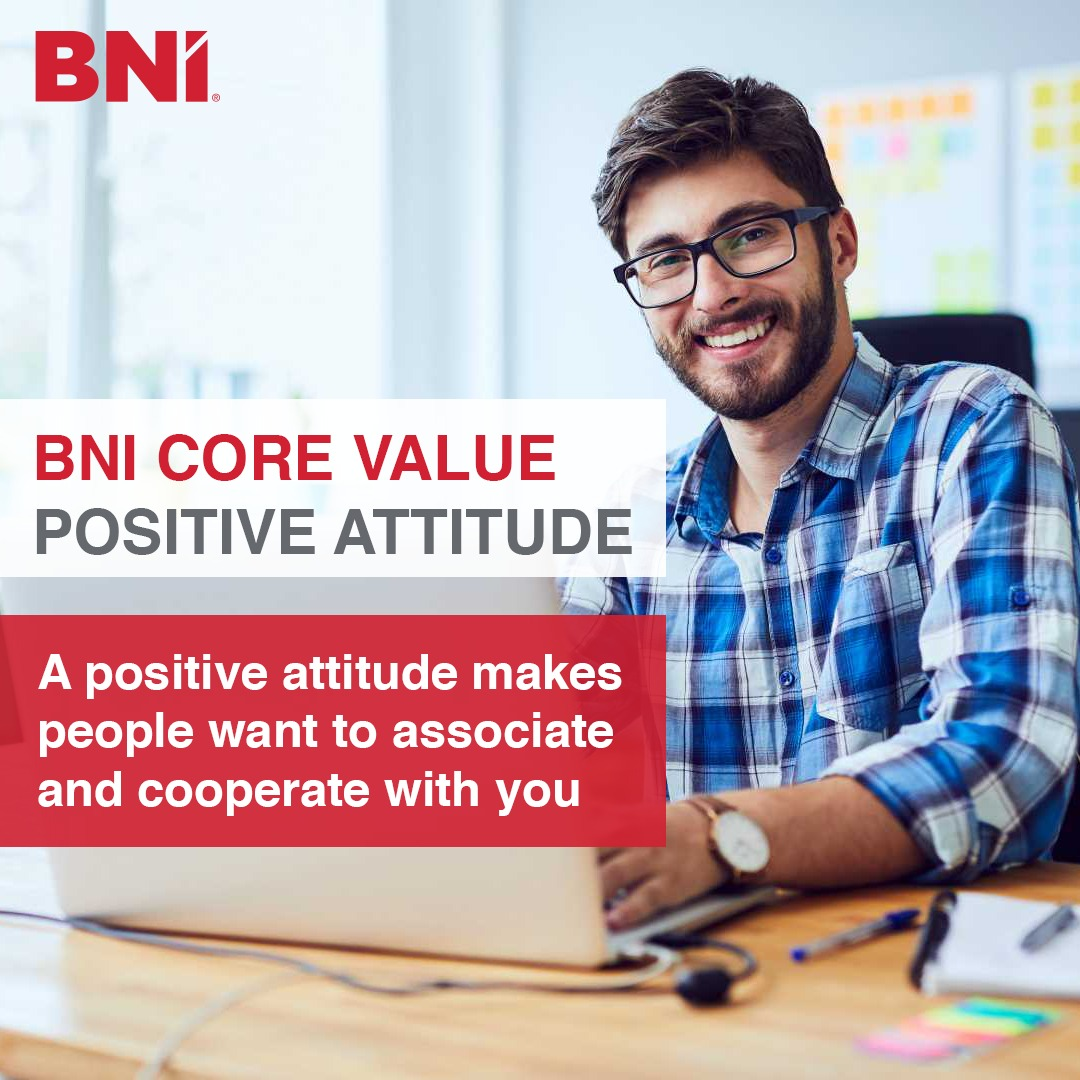 BNI®
BNI CORE VALUE
POSITIVE ATTITUDE
A positive attitude makes
people want to associate
and cooperate with you